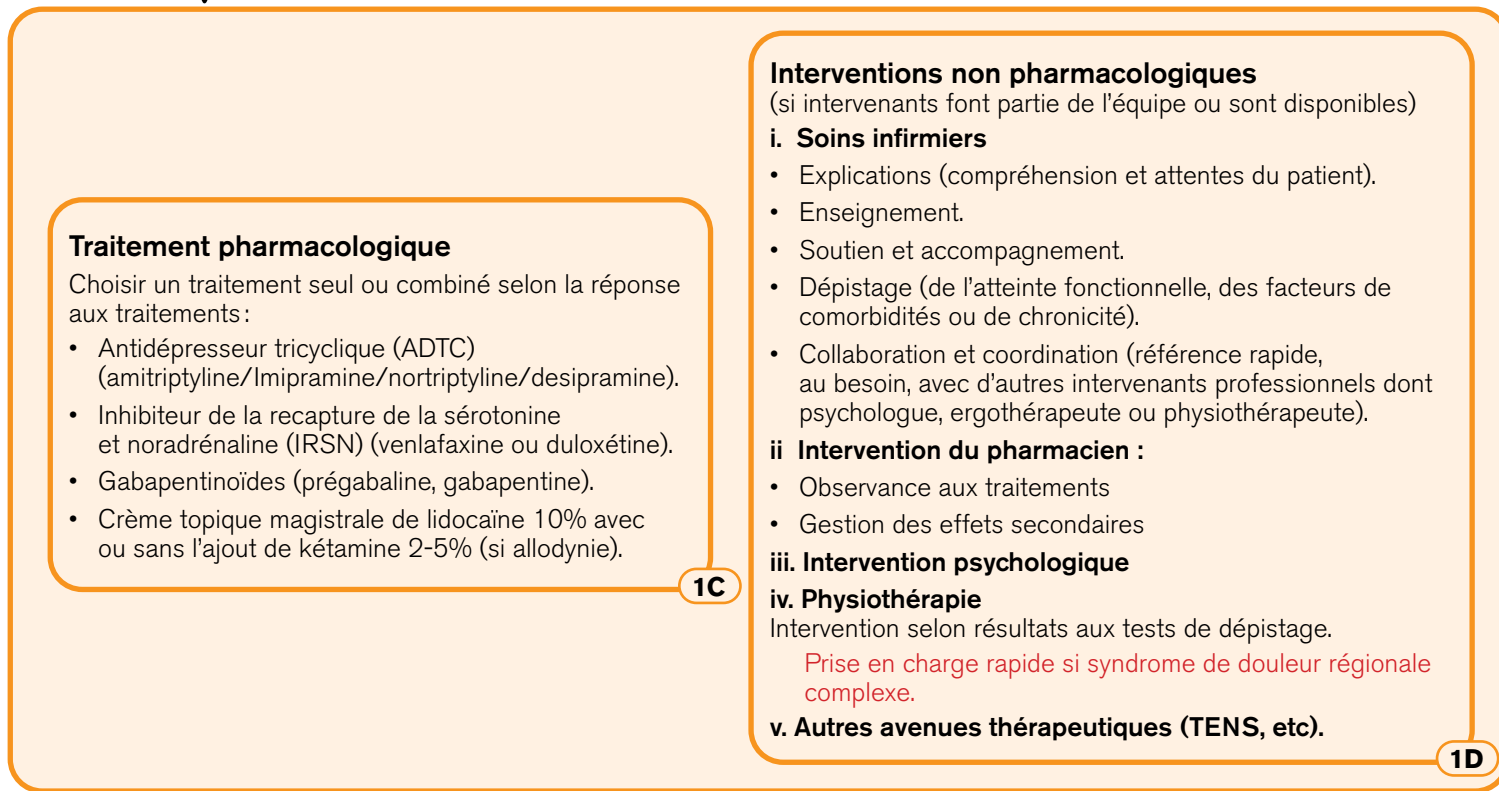 Traitement pharmacologique
Choisir un traitement seul ou combiné selon la réponse
aux traitements :
• Antidépresseur tricyclique (ADTC)
(amitriptyline/Imipramine/nortriptyline/desipramine).
• Inhibiteur de la recapture de la sérotonine
et noradrénaline (IRSN) (venlafaxine ou duloxétine).
• Gabapentinoïdes (prégabaline, gabapentine).
• Crème topique magistrale de lidocaïne 10% avec
ou sans l'ajout de kétamine 2-5% (si allodynie).
1C
Interventions non pharmacologiques
(si intervenants font partie de l'équipe ou sont disponibles)
i. Soins infirmiers
• Explications (compréhension et attentes du patient).
• Enseignement.
• Soutien et accompagnement.
• Dépistage (de l'atteinte fonctionnelle, des facteurs de
comorbidités ou de chronicité).
• Collaboration et coordination (référence rapide,
au besoin, avec d'autres intervenants professionnels dont
psychologue, ergothérapeute ou physiothérapeute).
ii Intervention du pharmacien :
• Observance aux traitements
• Gestion des effets secondaires
iii. Intervention psychologique
iv. Physiothérapie
Intervention selon résultats aux tests de dépistage.
Prise en charge rapide si syndrome de douleur régionale
complexe.
v. Autres avenues thérapeutiques (TENS, etc).
1D